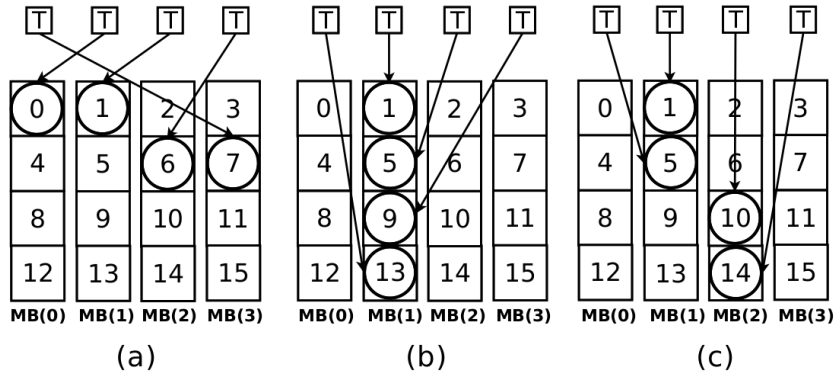 T T T T T T T T T T T T
0 1 2 3 0 1 2 3 0 1 2 3
4 5 6 7 4 5 6 7 4 5 6 7
8 9 10 11 8 9 10 11 8 9 10 11
12 13 14 15 12 13 14 15 12 13 14 15
MB(0) MB(1) MB(2) MB(3) MB(0) MB(1) MB(2) MB(3) MB(0) MB(1) MB(2) MB(3)
(a) (b) (c)